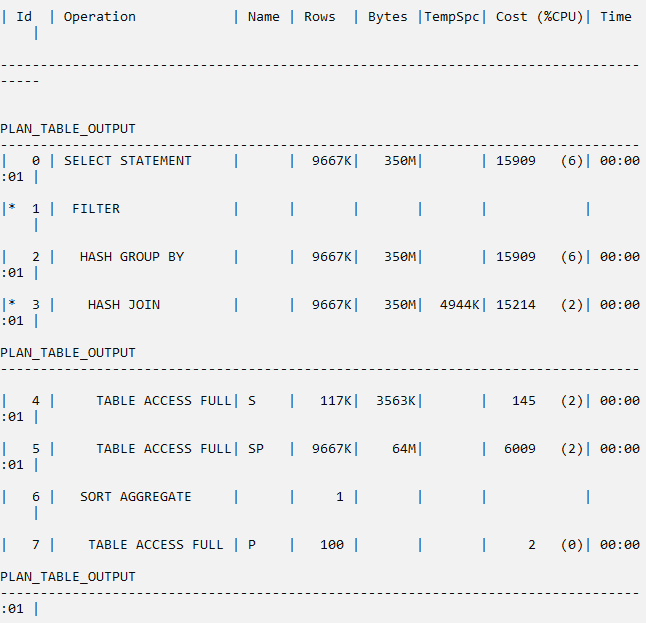 | Id  | Operation            | Name | Rows  | Bytes |TempSpc| Cost (%CPU)| Time
    |
--------------------------------------------------------------------------------
-----
PLAN_TABLE_OUTPUT
--------------------------------------------------------------------------------
|   0 | SELECT STATEMENT     |      |  9667K|   350M|       | 15909   (6)| 00:00
:01 |
|*  1 |  FILTER              |      |       |       |       |            |
    |
|   2 |   HASH GROUP BY      |      |  9667K|   350M|       | 15909   (6)| 00:00
:01 |
|*  3 |    HASH JOIN         |      |  9667K|   350M|  4944K| 15214   (2)| 00:00
:01 |
PLAN_TABLE_OUTPUT
--------------------------------------------------------------------------------
|   4 |     TABLE ACCESS FULL| S    |   117K|  3563K|       |   145   (2)| 00:00
:01 |
|   5 |     TABLE ACCESS FULL| SP   |  9667K|    64M|       |  6009   (2)| 00:00
:01 |
|   6 |   SORT AGGREGATE     |      |     1 |       |       |            |
    |
|   7 |    TABLE ACCESS FULL | P    |   100 |       |       |     2   (0)| 00:00
PLAN_TABLE_OUTPUT
--------------------------------------------------------------------------------
:01 |